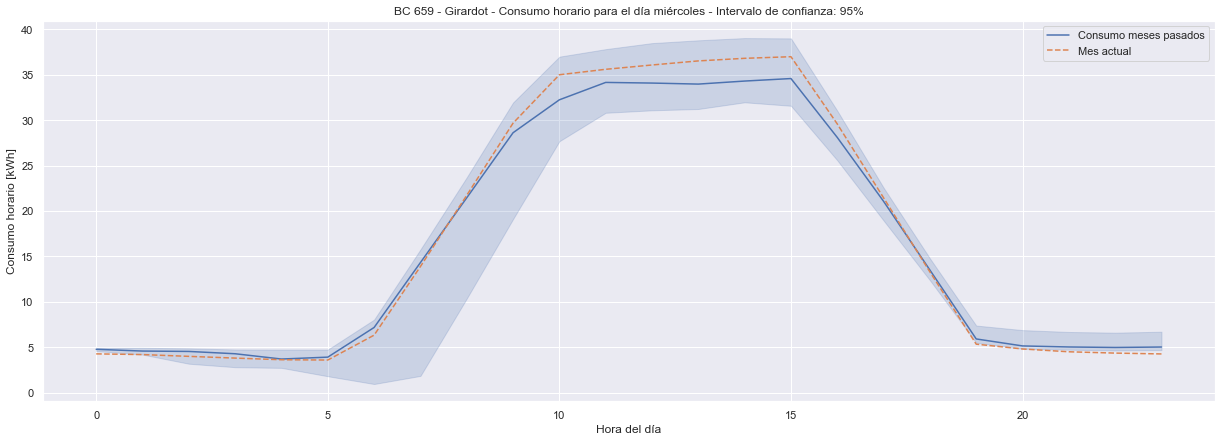 BC 659 - Girardot - Consumo horario para el día miércoles - Intervalo de confianza: 95%
Consumo meses pasados
Mes actual
Consumo horario [kWh]
40
35
30
25
20
15
10
5
0
0 5 10 15 20
Hora del día